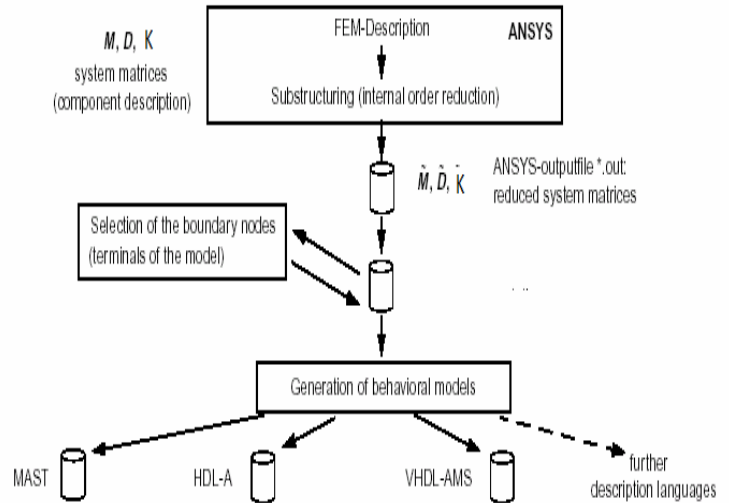 FEM-Description
ANSYS
M, D, K
system matrices
(component description)
Substructuring (internal order reduction)
M̃, D̃, K̃
ANSYS-outputfile *.out:
reduced system matrices
Selection of the boundary nodes
(terminals of the model)
Generation of behavioral models
MAST
HDL-A
VHDL-AMS
further
description languages